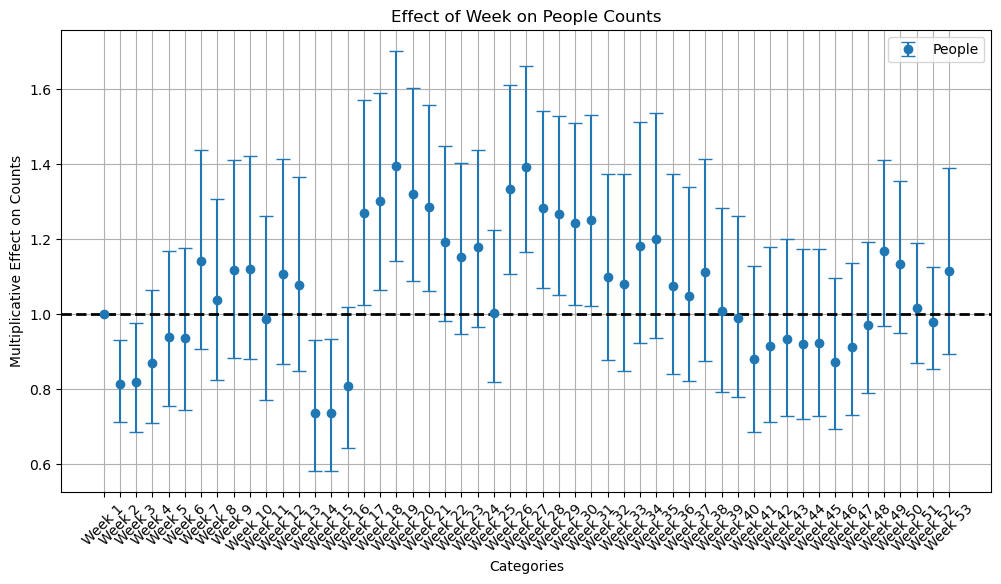 Effect of Week on People Counts
People
Multiplicative Effect on Counts
1.6
1.4
1.2
1.0
0.8
0.6
Week 1
Week 2
Week 3
Week 4
Week 5
Week 6
Week 7
Week 8
Week 9
Week 10
Week 11
Week 12
Week 13
Week 14
Week 15
Week 16
Week 17
Week 18
Week 19
Week 20
Week 21
Week 22
Week 23
Week 24
Week 25
Week 26
Week 27
Week 28
Week 29
Week 30
Week 31
Week 32
Week 33
Week 34
Week 35
Week 36
Week 37
Week 38
Week 39
Week 40
Week 41
Week 42
Week 43
Week 44
Week 45
Week 46
Week 47
Week 48
Week 49
Week 50
Week 51
Week 52
Week 53
Categories